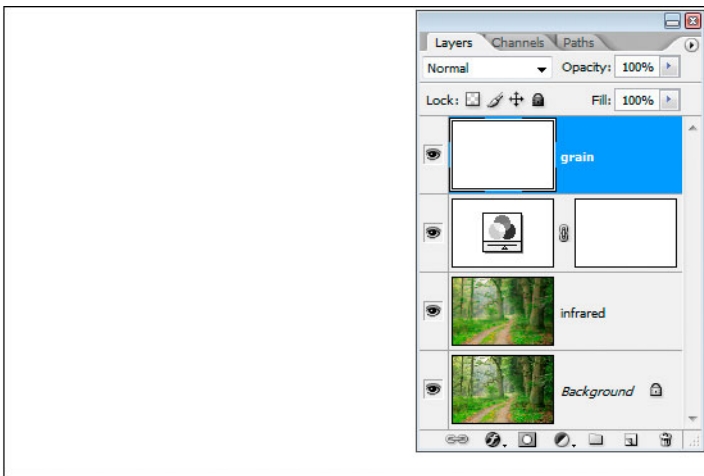 Layers Channels Paths
Normal Opacity: 100%
Lock: Fill: 100%
grain
infrared
Background